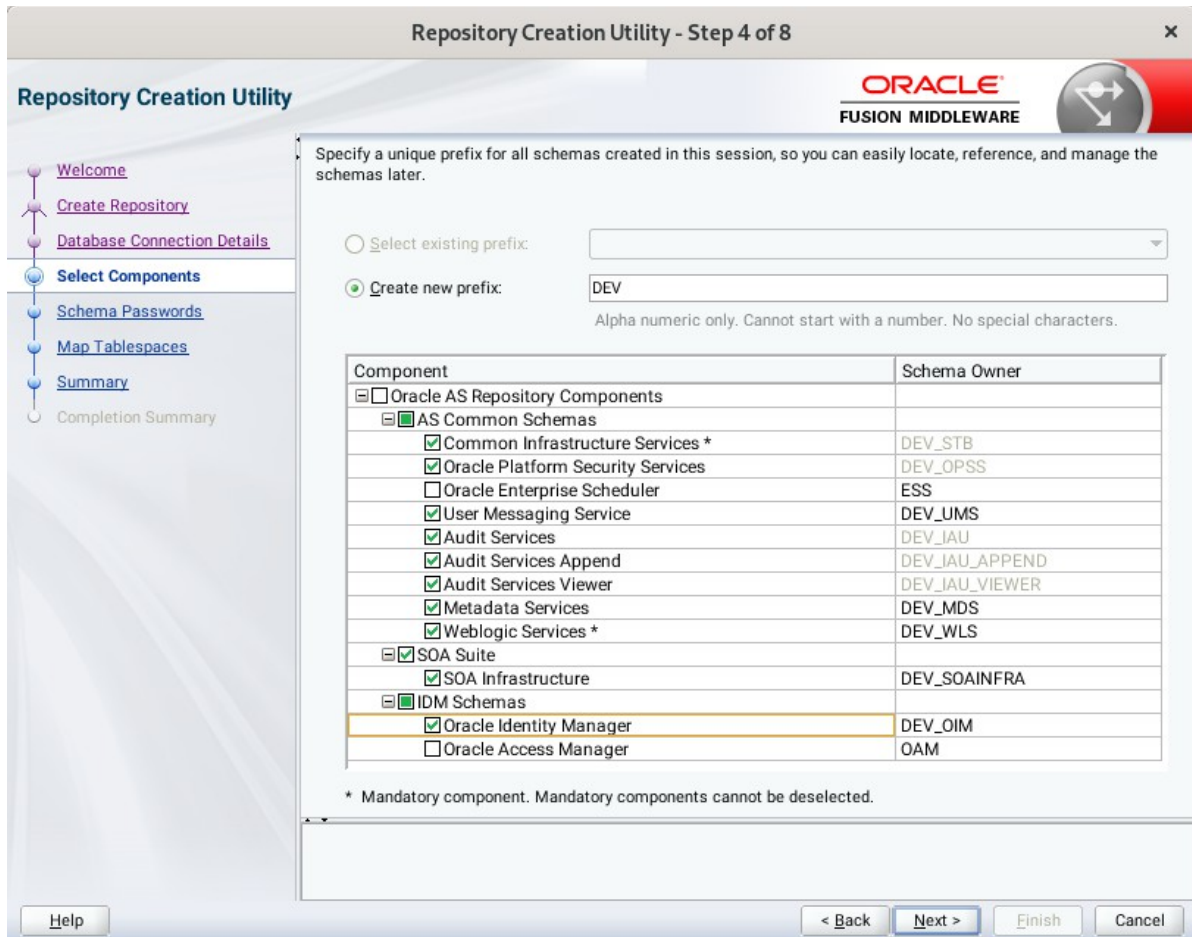 Repository Creation Utility - Step 4 of 8
Repository Creation Utility
ORACLE
FUSION MIDDLEWARE
Welcome
Create Repository
Database Connection Details
Select Components
Schema Passwords
Map Tablespaces
Summary
Completion Summary
Specify a unique prefix for all schemas created in this session, so you can easily locate, reference, and manage the
schemas later.
Select existing prefix:
Create new prefix: DEV
Alpha numeric only. Cannot start with a number. No special characters.
Component Schema Owner
Oracle AS Repository Components
AS Common Schemas
Common Infrastructure Services * DEV_STB
Oracle Platform Security Services DEV_OPSS
Oracle Enterprise Scheduler ESS
User Messaging Service DEV_UMS
Audit Services DEV_IAU
Audit Services Append DEV_IAU_APPEND
Audit Services Viewer DEV_IAU_VIEWER
Metadata Services DEV_MDS
Weblogic Services * DEV_WLS
SOA Suite
SOA Infrastructure DEV_SOAINFRA
IDM Schemas
Oracle Identity Manager DEV_OIM
Oracle Access Manager OAM
* Mandatory component. Mandatory components cannot be deselected.
Help < Back Next > Finish Cancel